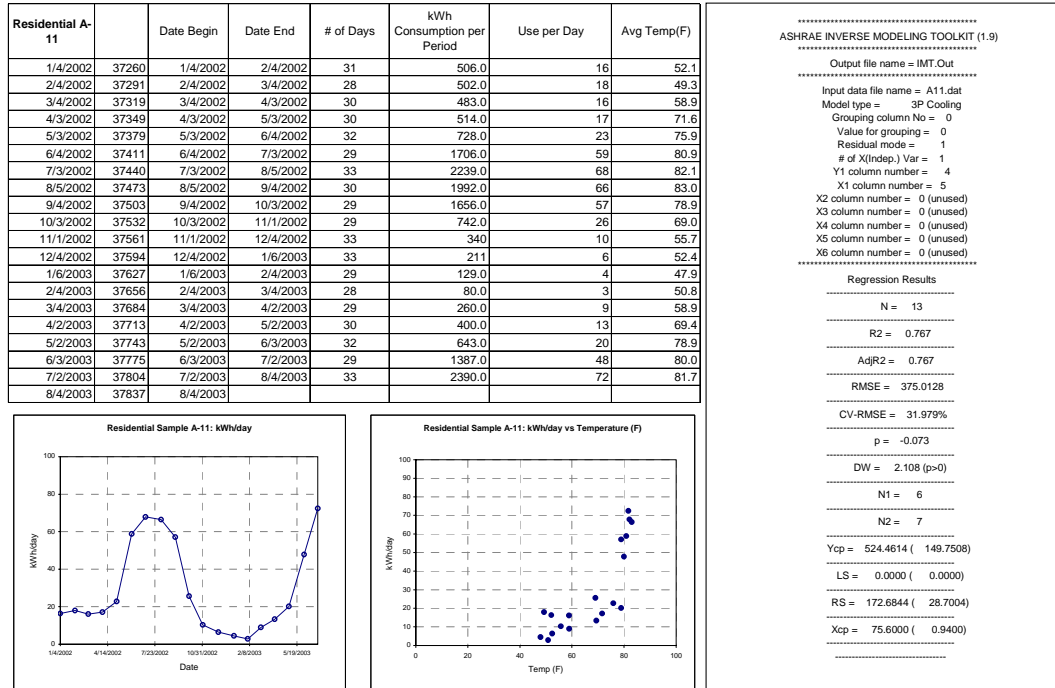 Residential A-11 Date Begin Date End # of Days kWh Consumption per Period Use per Day Avg Temp(F)
1/4/2002 37260 1/4/2002 2/4/2002 31 506.0 16 52.1
2/4/2002 37291 2/4/2002 3/4/2002 28 502.0 18 49.3
3/4/2002 37319 3/4/2002 4/3/2002 30 483.0 16 58.9
4/3/2002 37349 4/3/2002 5/3/2002 30 514.0 17 71.6
5/3/2002 37379 5/3/2002 6/4/2002 32 728.0 23 75.9
6/4/2002 37411 6/4/2002 7/3/2002 29 1706.0 59 80.9
7/3/2002 37440 7/3/2002 8/5/2002 33 2239.0 68 82.1
8/5/2002 37473 8/5/2002 9/4/2002 30 1992.0 66 83.0
9/4/2002 37503 9/4/2002 10/3/2002 29 1656.0 57 78.9
10/3/2002 37532 10/3/2002 11/1/2002 29 742.0 26 69.0
11/1/2002 37561 11/1/2002 12/4/2002 33 340 10 55.7
12/4/2002 37594 12/4/2002 1/6/2003 33 211 6 52.4
1/6/2003 37627 1/6/2003 2/4/2003 29 129.0 4 47.9
2/4/2003 37656 2/4/2003 3/4/2003 28 80.0 3 50.8
3/4/2003 37684 3/4/2003 4/2/2003 29 260.0 9 58.9
4/2/2003 37713 4/2/2003 5/2/2003 30 400.0 13 69.4
5/2/2003 37743 5/2/2003 6/3/2003 32 643.0 20 78.9
6/3/2003 37775 6/3/2003 7/2/2003 29 1387.0 48 80.0
7/2/2003 37804 7/2/2003 8/4/2003 33 2390.0 72 81.7
8/4/2003 37837 8/4/2003
Residential Sample A-11: kWh/day
100
80
60
40
20
0
kWh/day
1/4/2002 4/14/2002 7/23/2002 10/31/2002 2/8/2003 5/19/2003
Date
Residential Sample A-11: kWh/day vs Temperature (F)
100
90
80
70
60
50
40
30
20
10
0
kWh/day
0 20 40 60 80 100
Temp (F)
********************************************
ASHRAE INVERSE MODELING TOOLKIT (1.9)
********************************************
Output file name = IMT.Out
********************************************
Input data file name = A11.dat
Model type = 3P Cooling
Grouping column No = 0
Value for grouping = 0
Residual mode = 1
# of X(Indep.) Var = 1
Y1 column number = 4
X1 column number = 5
X2 column number = 0 (unused)
X3 column number = 0 (unused)
X4 column number = 0 (unused)
X5 column number = 0 (unused)
X6 column number = 0 (unused)
********************************************
Regression Results
--------------------------------------
N = 13
--------------------------------------
R2 = 0.767
--------------------------------------
AdjR2 = 0.767
--------------------------------------
RMSE = 375.0128
--------------------------------------
CV-RMSE = 31.979%
--------------------------------------
p = -0.073
--------------------------------------
DW = 2.108 (p>0)
--------------------------------------
N1 = 6
--------------------------------------
N2 = 7
--------------------------------------
Ycp = 524.4614 ( 149.7508)
--------------------------------------
LS = 0.0000 ( 0.0000)
--------------------------------------
RS = 172.6844 ( 28.7004)
--------------------------------------
Xcp = 75.6000 ( 0.9400)
--------------------------------------
---------------------------------